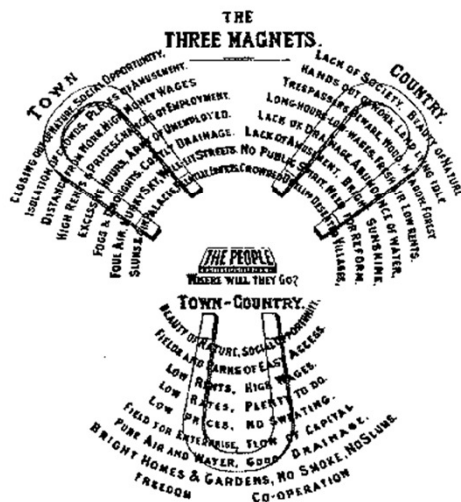 THE
THREE MAGNETS.
TOWN
CLOSING OUT OF NATURE. SOCIAL OPPORTUNITY.
ISOLATION OF CROWDS. PLACES OF AMUSEMENT.
DISTANCE FROM WORK. HIGH MONEY WAGES
HIGH RENTS & PRICES. CHANCES OF EMPLOYMENT.
EXCESSIVE HOURS. ARMY OF UNEMPLOYED.
FOGS & DROUGHTS. COSTLY DRAINAGE.
FOUL AIR. MURKY SKY. WELL-LIT STREETS.
SLUMS & GIN PALACES.
COUNTRY
LACK OF SOCIETY. BEAUTY OF NATURE
HANDS OUT OF WORK. LAND LYING IDLE
TRESPASSERS BEWARE. WOOD, MEADOW, FOREST
LONG-HOURS-LOW WAGES. FRESH AIR. LOW RENTS.
LACK OF DRAINAGE. ABUNDANCE OF WATER.
LACK OF AMUSEMENT. BRIGHT SUNSHINE.
NO PUBLIC SPIRIT. NEED FOR REFORM.
CROWDED DWELLINGS. DESERTED VILLAGES.
THE PEOPLE
WHERE WILL THEY GO?
TOWN-COUNTRY.
BEAUTY OF NATURE, SOCIAL OPPORTUNITY.
FIELDS AND PARKS OF EASY ACCESS.
LOW RENTS, HIGH WAGES.
LOW RATES, PLENTY TO DO.
LOW PRICES, NO SWEATING.
FIELD FOR ENTERPRISE, FLOW OF CAPITAL
PURE AIR AND WATER, GOOD DRAINAGE.
BRIGHT HOMES & GARDENS, NO SMOKE, NO SLUMS.
FREEDOM CO-OPERATION